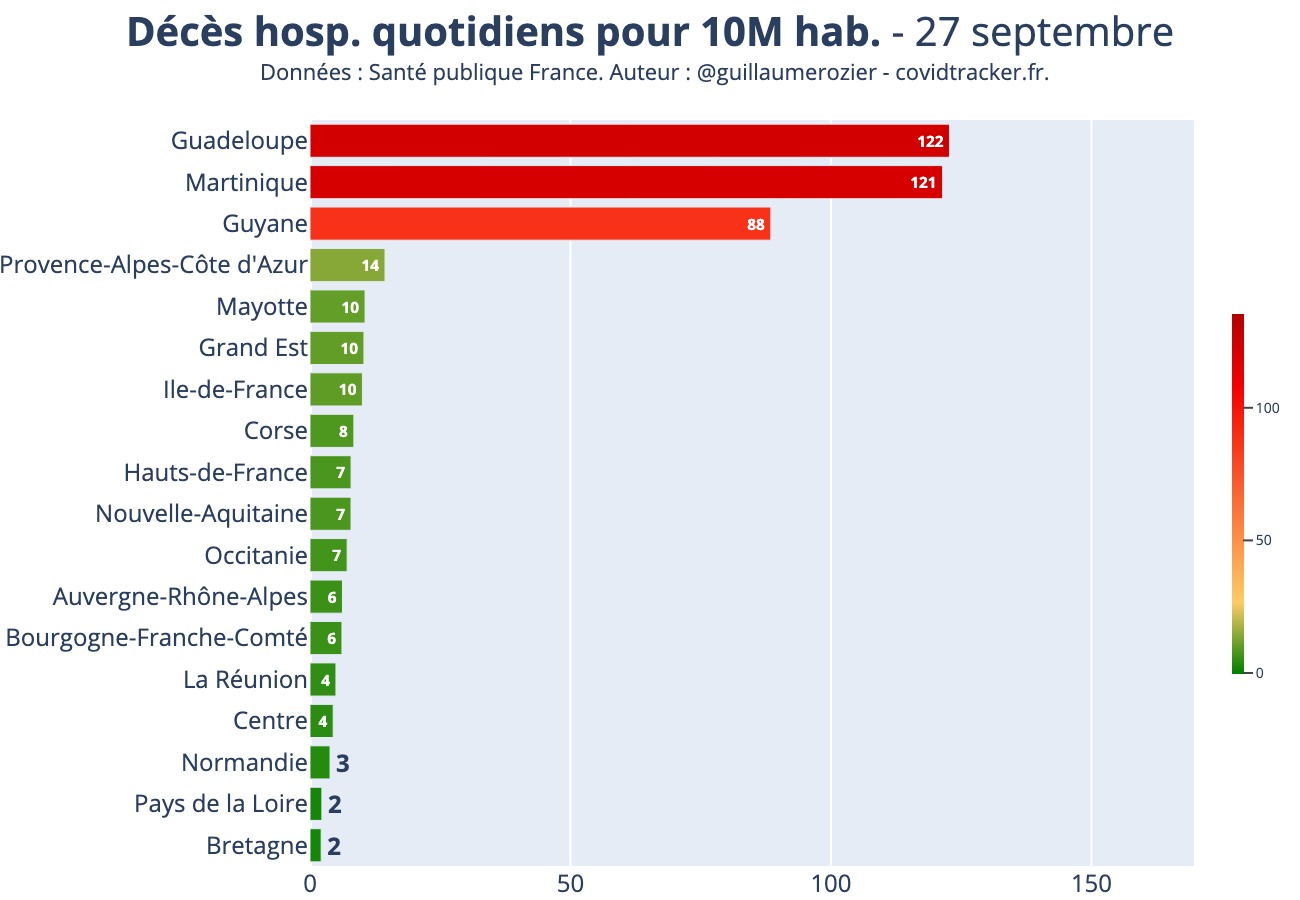 Décès hosp. quotidiens pour 10M hab. - 27 septembre
Données : Santé publique France. Auteur : @guillaumerozier - covidtracker.fr.
Guadeloupe 122
Martinique 121
Guyane 88
Provence-Alpes-Côte d'Azur 14
Mayotte 10
Grand Est 10
Ile-de-France 10
Corse 8
Hauts-de-France 7
Nouvelle-Aquitaine 7
Occitanie 7
Auvergne-Rhône-Alpes 6
Bourgogne-Franche-Comté 6
La Réunion 4
Centre 4
Normandie 3
Pays de la Loire 2
Bretagne 2
0 50 100 150
100
50
0